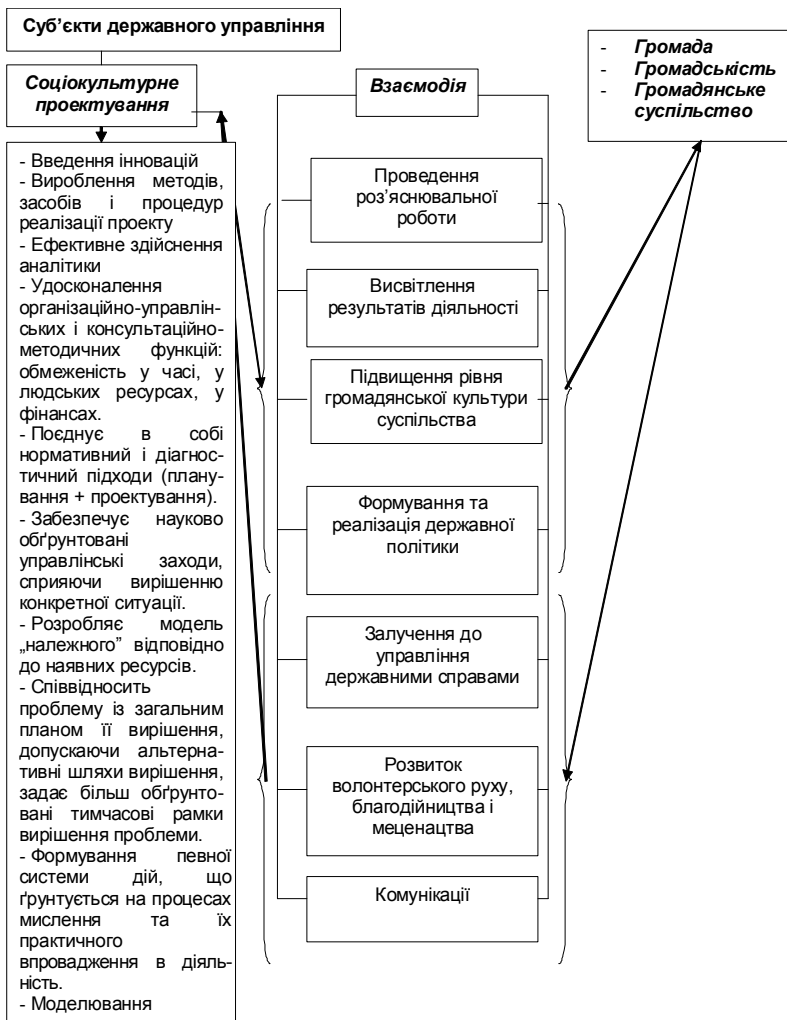 Суб’єкти державного управління
Соціокультурне
проектування
- Введення інновацій
- Вироблення методів,
засобів і процедур
реалізації проекту
- Ефективне здійснення
аналітики
- Удосконалення
організаційно-управлін-
ських і консультаційно-
методичних функцій:
обмеженість у часі, у
людських ресурсах, у
фінансах.
- Поєднує в собі
нормативний і діагнос-
тичний підходи (плану-
вання + проектування).
- Забезпечує науково
обґрунтовані
управлінські заходи,
сприяючи вирішенню
конкретної ситуації.
- Розробляє модель
„належного” відповідно
до наявних ресурсів.
- Співвідносить
проблему із загальним
планом її вирішення,
допускаючи альтерна-
тивні шляхи вирішення,
задає більш обґрунто-
вані тимчасові рамки
вирішення проблеми.
- Формування певної
системи дій, що
ґрунтується на процесах
мислення та їх
практичного
впровадження в діяль-
ність.
- Моделювання
Взаємодія
Проведення
роз’яснювальної
роботи
Висвітлення
результатів діяльності
Підвищення рівня
громадянської культури
суспільства
Формування та
реалізація державної
політики
Залучення до
управління
державними справами
Розвиток
волонтерського руху,
благодійництва і
меценацтва
Комунікації
- Громада
- Громадськість
- Громадянське
суспільство